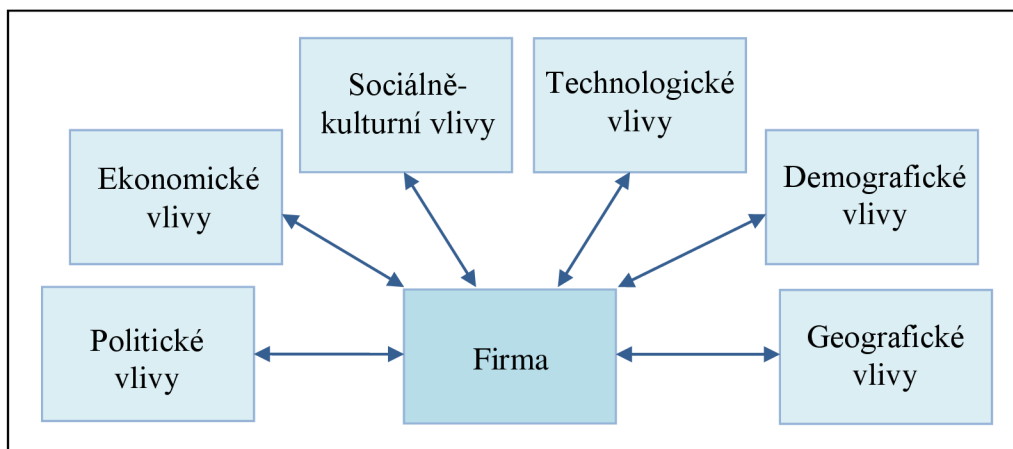 Sociálně-
kulturní vlivy
Technologické
vlivy
Ekonomické
vlivy
Demografické
vlivy
Politické
vlivy
Firma
Geografické
vlivy